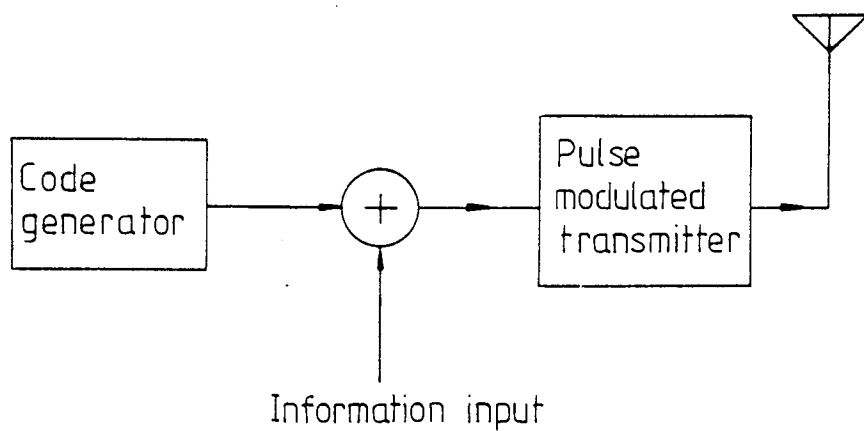 Code
generator
+
Pulse
modulated
transmitter
Information input